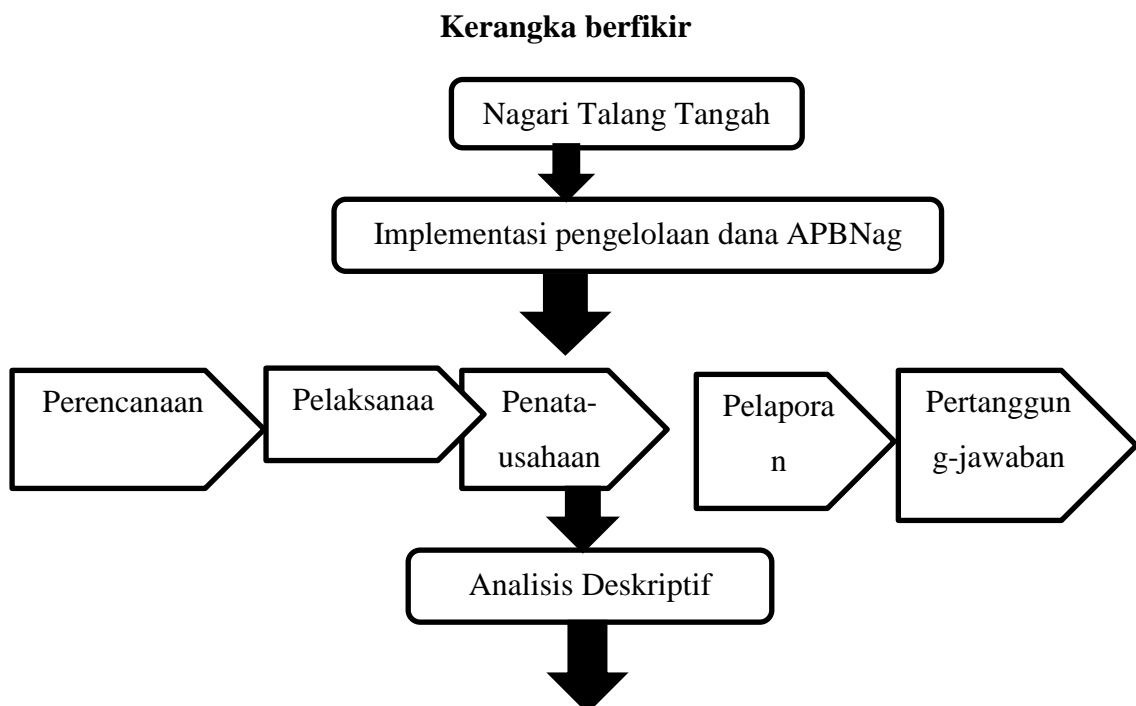 Kerangka berfikir
Nagari Talang Tangah
Implementasi pengelolaan dana APBNag
Perencanaan
Pelaksanaa
Penata-
usahaan
Pelapora
n
Pertanggun
g-jawaban
Analisis Deskriptif